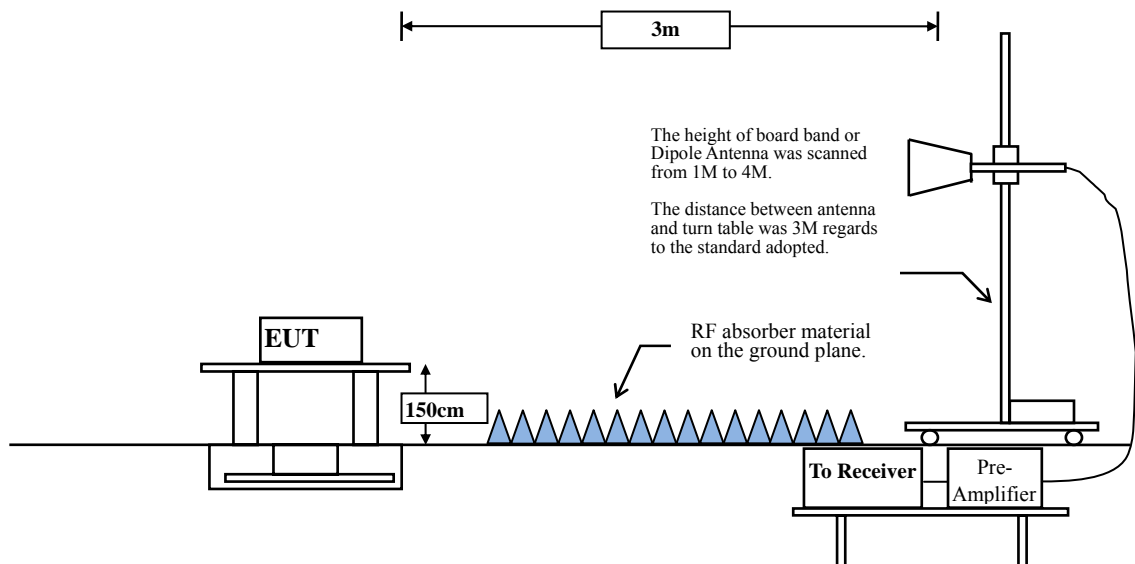 3m
The height of board band or
Dipole Antenna was scanned
from 1M to 4M.
The distance between antenna
and turn table was 3M regards
to the standard adopted.
EUT
RF absorber material
on the ground plane.
150cm
To Receiver
Pre-
Amplifier